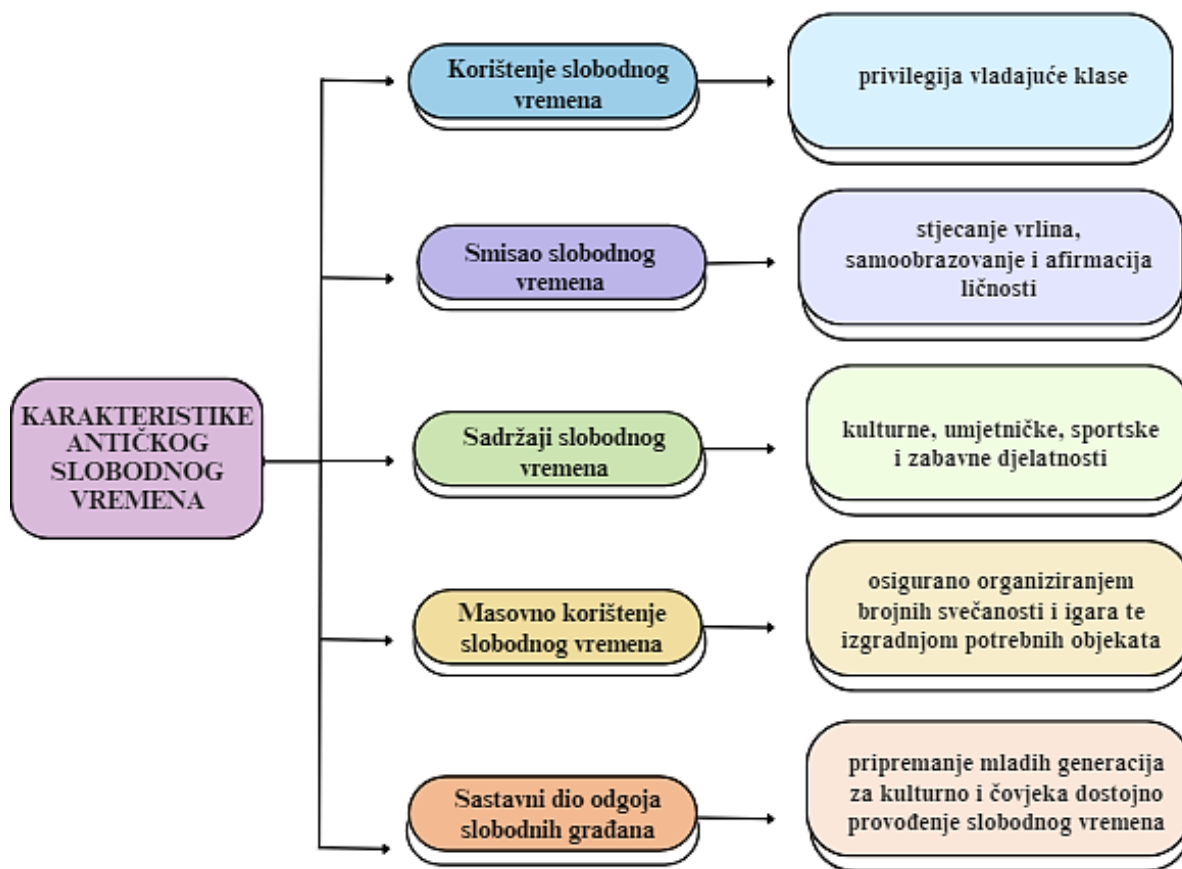 KARAKTERISTIKE
ANTIČKOG
SLOBODNOG
VREMENA
Korištenje slobodnog
vremena
privilegija vladajuće klase
Smisao slobodnog
vremena
stjecanje vrlina,
samoobrazovanje i afirmacija
ličnosti
Sadržaji slobodnog
vremena
kulturne, umjetničke, sportske
i zabavne djelatnosti
Masovno korištenje
slobodnog vremena
osigurano organiziranjem
brojnih svečanosti i igara te
izgradnjom potrebnih objekata
Sastavni dio odgoja
slobodnih građana
pripremanje mladih generacija
za kulturno i čovjeka dostojno
provođenje slobodnog vremena